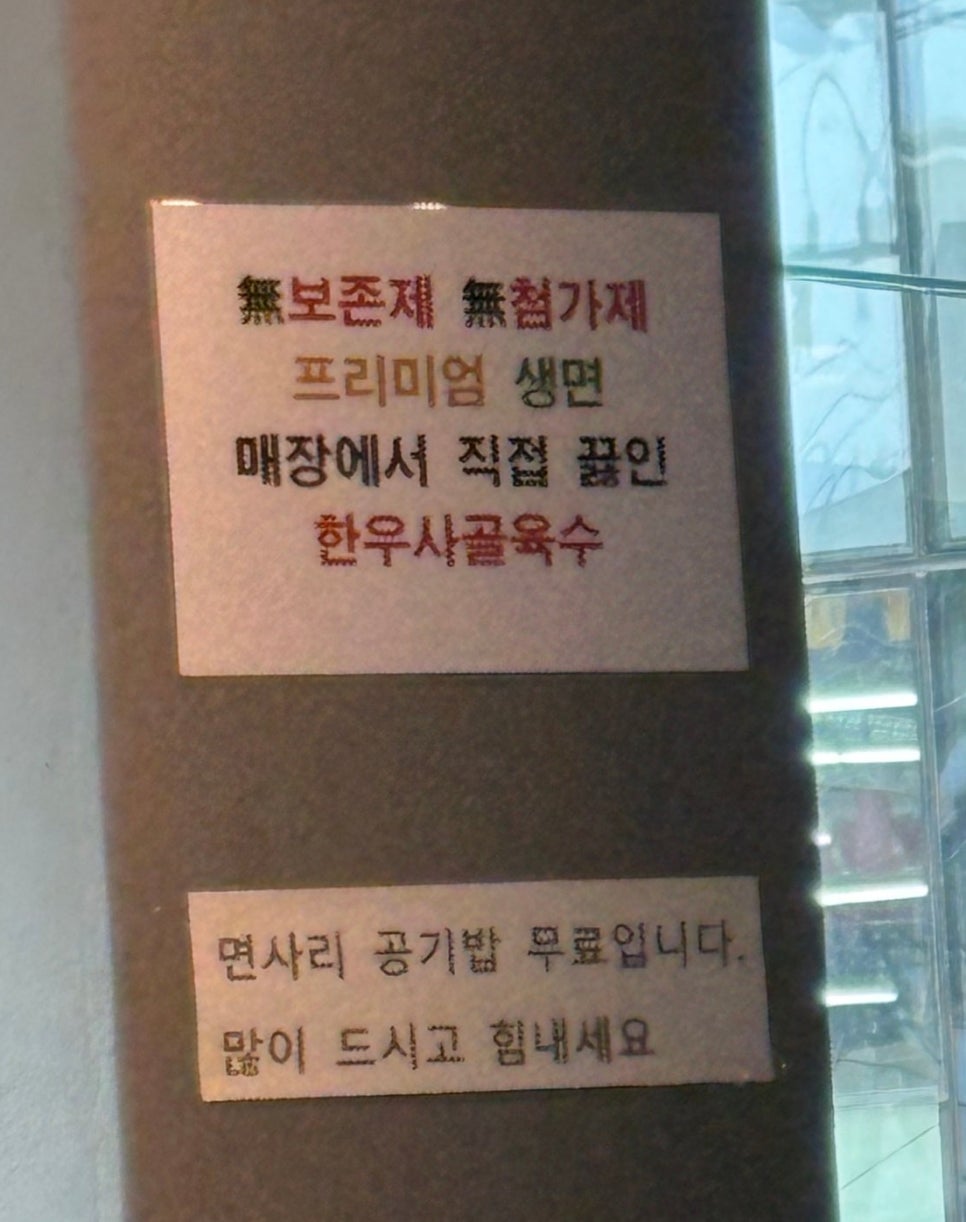 無보존제 無첨가제
프리미엄 생면
매장에서 직접 끓인
한우사골육수
면사리 공기밥 무료입니다.
많이 드시고 힘내세요